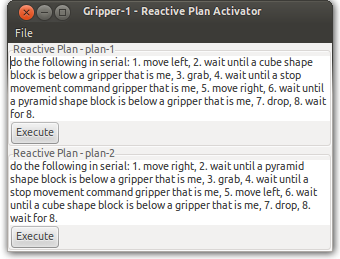 Gripper-1 - Reactive Plan Activator
File
Reactive Plan - plan-1
do the following in serial: 1. move left, 2. wait until a cube shape
block is below a gripper that is me, 3. grab, 4. wait until a stop
movement command gripper that is me, 5. move right, 6. wait until
a pyramid shape block is below a gripper that is me, 7. drop, 8. wait
for 8.
Execute
Reactive Plan - plan-2
do the following in serial: 1. move right, 2. wait until a pyramid
shape block is below a gripper that is me, 3. grab, 4. wait until a
stop movement command gripper that is me, 5. move left, 6. wait
until a cube shape block is below a gripper that is me, 7. drop, 8.
wait for 8.
Execute